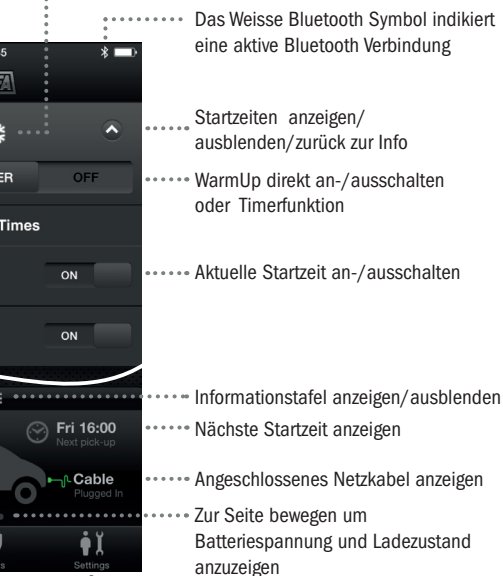 Das Weisse Bluetooth Symbol indikiert
eine aktive Bluetooth Verbindung
Startzeiten anzeigen/
ausblenden/zurück zur Info
OFF
WarmUp direkt an-/ausschalten
oder Timerfunktion
Times
ON
Aktuelle Startzeit an-/ausschalten
ON
Informationstafel anzeigen/ausblenden
Fri 16:00
Nächste Startzeit anzeigen
Next pick-up
Cable
Angeschlossenes Netzkabel anzeigen
Plugged In
Zur Seite bewegen um
Batteriespannung und Ladezustand
anzuzeigen
Settings